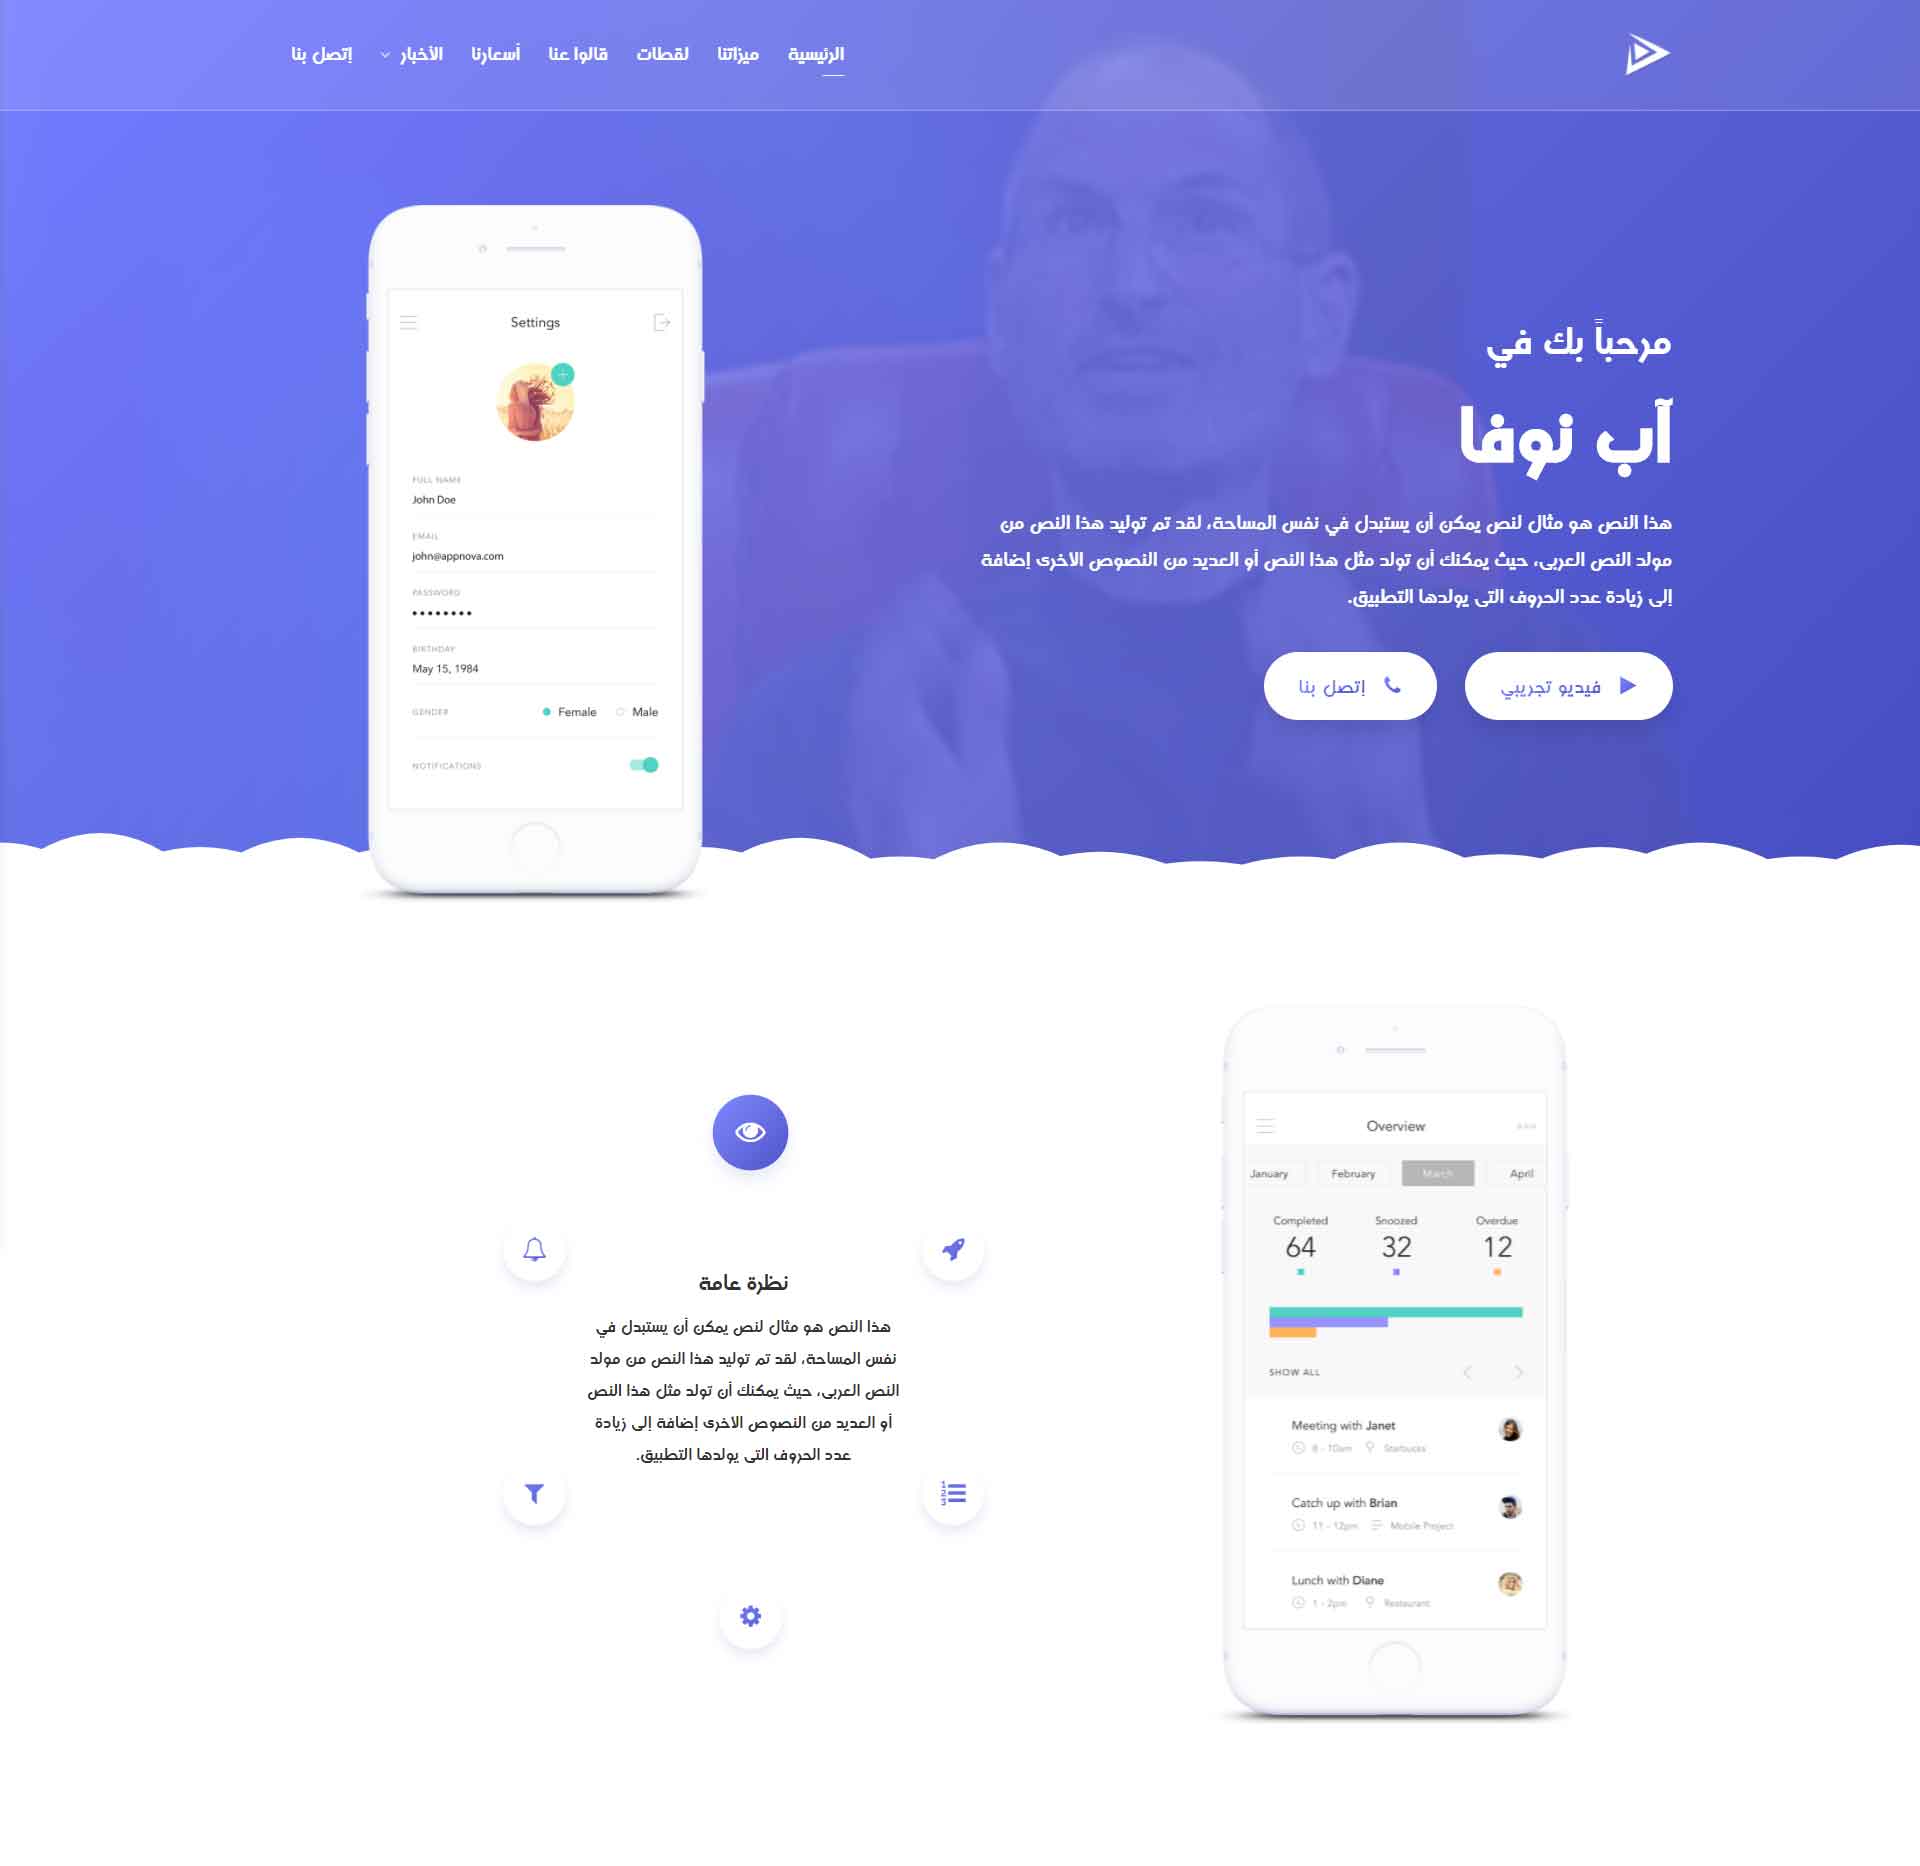 الرئيسية
ميزاتنا
لقطات
قالوا عنا
أسعارنا
الأخبار
إتصل بنا
مرحباً بك في
آب نوفا
هذا النص هو مثال لنص يمكن أن يستبدل في نفس المساحة، لقد تم توليد هذا النص من
مولد النص العربى، حيث يمكنك أن تولد مثل هذا النص أو العديد من النصوص الاخرى إضافة
إلى زيادة عدد الحروف التى يولدها التطبيق.
فيديو تجريبي
إتصل بنا
Settings
FULL NAME
John Doe
EMAIL
john@appnova.com
PASSWORD
BIRTHDAY
May 15, 1984
GENDER Female Male
NOTIFICATIONS
Overview
January February March April
Completed Snoozed Overdue
64 32 12
SHOW ALL
Meeting with Janet
8 - 10am Starbucks
Catch up with Brian
11 - 12pm Mobile Project
Lunch with Diane
1 - 2pm Restaurant
نظرة عامة
هذا النص هو مثال لنص يمكن أن يستبدل في
نفس المساحة، لقد تم توليد هذا النص من مولد
النص العربى، حيث يمكنك أن تولد مثل هذا النص
أو العديد من النصوص الاخرى إضافة إلى زيادة
عدد الحروف التى يولدها التطبيق.